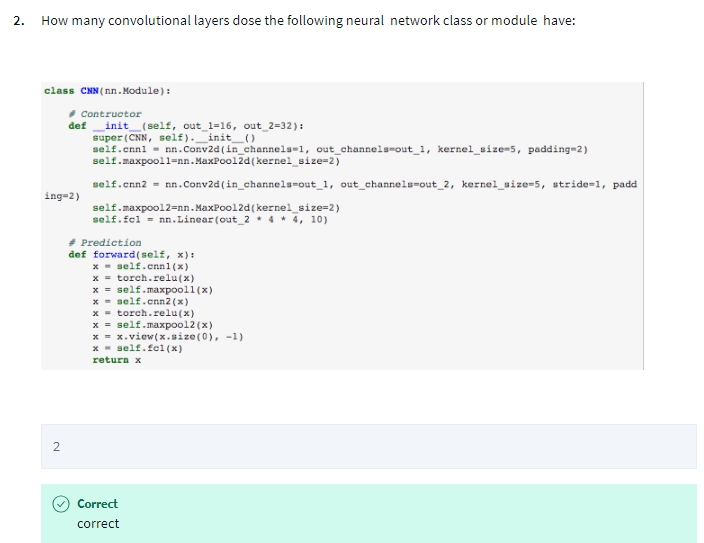 2. How many convolutional layers dose the following neural network class or module have:
class CNN(nn.Module):
# Contructor
def __init__(self, out_1=16, out_2=32):
super(CNN, self).__init__()
self.cnn1 = nn.Conv2d(in_channels=1, out_channels=out_1, kernel_size=5, padding=2)
self.maxpool1=nn.MaxPool2d(kernel_size=2)
self.cnn2 = nn.Conv2d(in_channels=out_1, out_channels=out_2, kernel_size=5, stride=1, padd
ing=2)
self.maxpool2=nn.MaxPool2d(kernel_size=2)
self.fc1 = nn.Linear(out_2 * 4 * 4, 10)
# Prediction
def forward(self, x):
x = self.cnn1(x)
x = torch.relu(x)
x = self.maxpool1(x)
x = self.cnn2(x)
x = torch.relu(x)
x = self.maxpool2(x)
x = x.view(x.size(0), -1)
x = self.fc1(x)
return x
2
Correct
correct